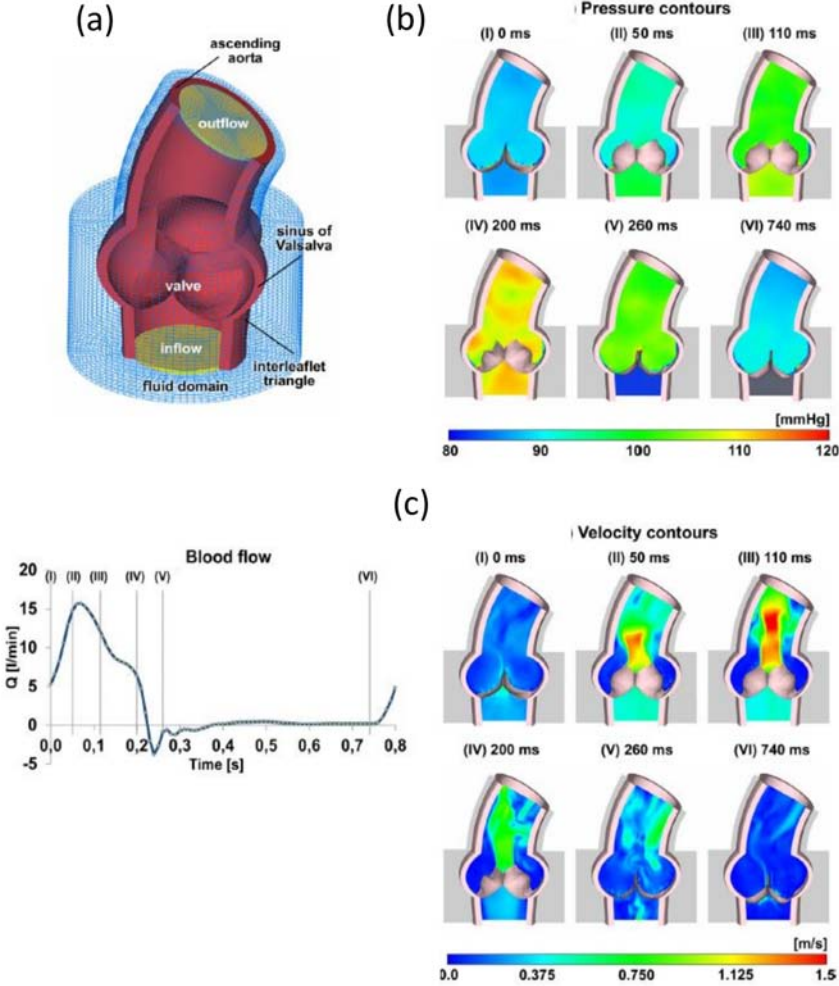 (a)
ascending
aorta
outflow
sinus of
Valsalva
valve
inflow
interleaflet
triangle
fluid domain
(b)
) Pressure contours
(I) 0 ms
(II) 50 ms
(III) 110 ms
(IV) 200 ms
(V) 260 ms
(VI) 740 ms
[mmHg]
80 90 100 110 120
Blood flow
(I) (II) (III) (IV) (V) (VI)
Q [l/min]
20
15
10
5
0
-5
0,0 0,1 0,2 0,3 0,4 0,5 0,6 0,7 0,8
Time [s]
(c)
) Velocity contours
(I) 0 ms
(II) 50 ms
(III) 110 ms
(IV) 200 ms
(V) 260 ms
(VI) 740 ms
[m/s]
0.0 0.375 0.750 1.125 1.5